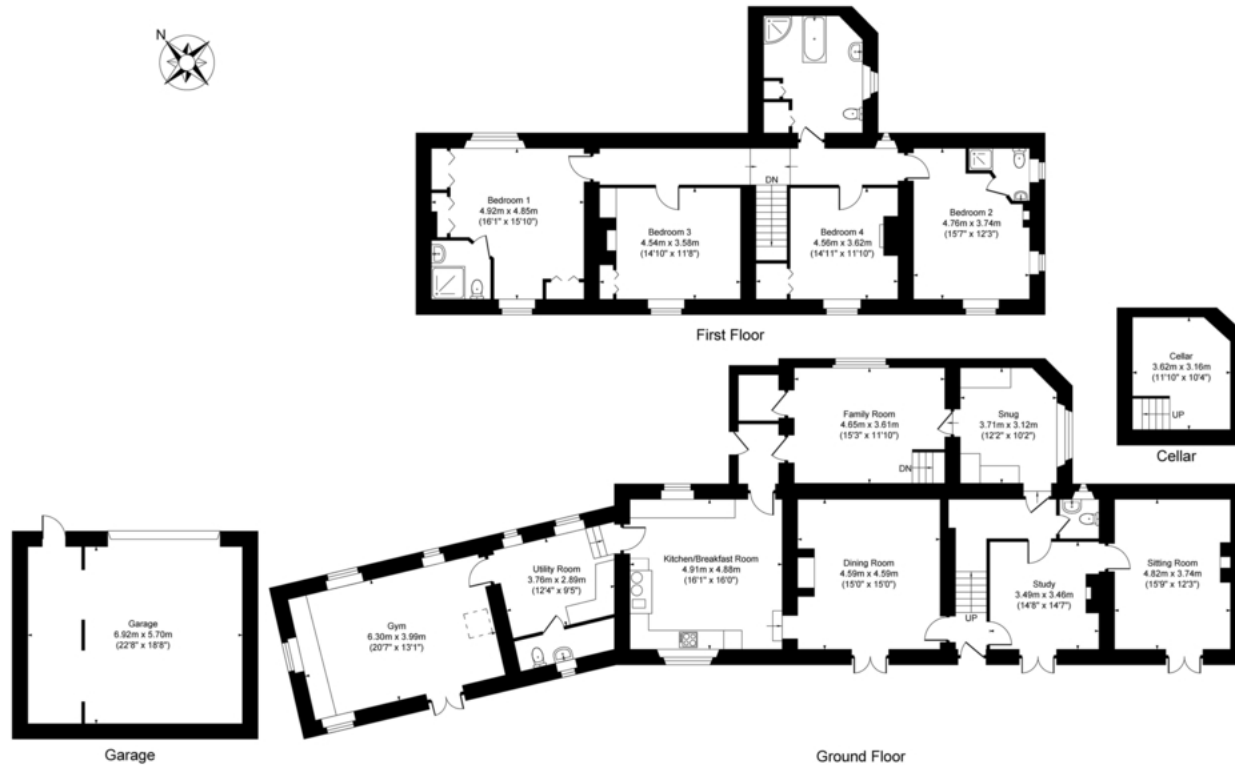 N
Bedroom 1
4.92m x 4.85m
(16'1" x 15'10")
Bedroom 3
4.54m x 3.58m
(14'10" x 11'8")
DN
Bedroom 4
4.56m x 3.62m
(14'11" x 11'10")
Bedroom 2
4.76m x 3.74m
(15'7" x 12'3")
First Floor
Cellar
3.62m x 3.16m
(11'10" x 10'4")
UP
Cellar
Family Room
4.65m x 3.61m
(15'3" x 11'10")
DN
Snug
3.71m x 3.12m
(12'2" x 10'2")
Garage
6.92m x 5.70m
(22'8" x 18'8")
Garage
Gym
6.30m x 3.99m
(20'7" x 13'1")
Utility Room
3.76m x 2.89m
(12'4" x 9'5")
Kitchen/Breakfast Room
4.91m x 4.88m
(16'1" x 16'0")
Dining Room
4.59m x 4.59m
(15'0" x 15'0")
UP
Study
3.49m x 3.46m
(14'8" x 14'7")
Sitting Room
4.82m x 3.74m
(15'9" x 12'3")
Ground Floor